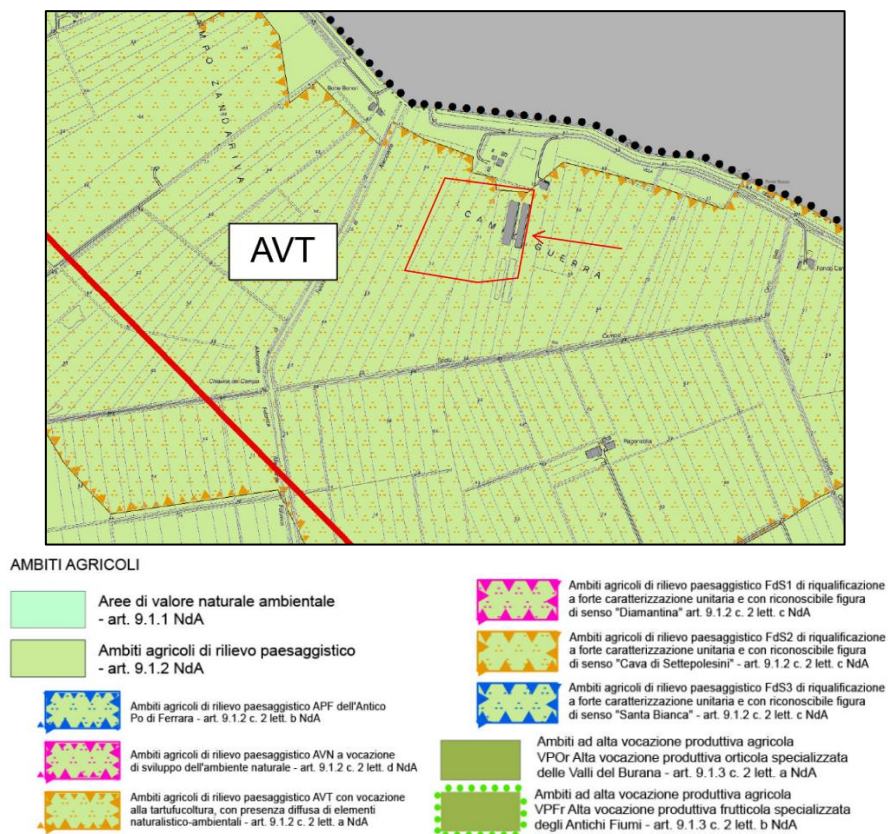 CAMPO ZANDARIVA
AVT
CAMPO GUERRA
AMBITI AGRICOLI
Aree di valore naturale ambientale
- art. 9.1.1 NdA
Ambiti agricoli di rilievo paesaggistico
- art. 9.1.2 NdA
Ambiti agricoli di rilievo paesaggistico APF dell'Antico
Po di Ferrara - art. 9.1.2 c. 2 lett. b NdA
Ambiti agricoli di rilievo paesaggistico AVN a vocazione
di sviluppo dell'ambiente naturale - art. 9.1.2 c. 2 lett. d NdA
Ambiti agricoli di rilievo paesaggistico AVT con vocazione
alla tartufucoltura, con presenza diffusa di elementi
naturalistico-ambientali - art. 9.1.2 c. 2 lett. a NdA
Ambiti agricoli di rilievo paesaggistico FdS1 di riqualificazione
a forte caratterizzazione unitaria e con riconoscibile figura
di senso "Diamantina" art. 9.1.2 c. 2 lett. c NdA
Ambiti agricoli di rilievo paesaggistico FdS2 di riqualificazione
a forte caratterizzazione unitaria e con riconoscibile figura
di senso "Cava di Settepolesini" - art. 9.1.2 c. 2 lett. c NdA
Ambiti agricoli di rilievo paesaggistico FdS3 di riqualificazione
a forte caratterizzazione unitaria e con riconoscibile figura
di senso "Santa Bianca" - art. 9.1.2 c. 2 lett. c NdA
Ambiti ad alta vocazione produttiva agricola
VPOr Alta vocazione produttiva orticola specializzata
delle Valli del Burana - art. 9.1.3 c. 2 lett. a NdA
Ambiti ad alta vocazione produttiva agricola
VPFr Alta vocazione produttiva frutticola specializzata
degli Antichi Fiumi - art. 9.1.3 c. 2 lett. b NdA